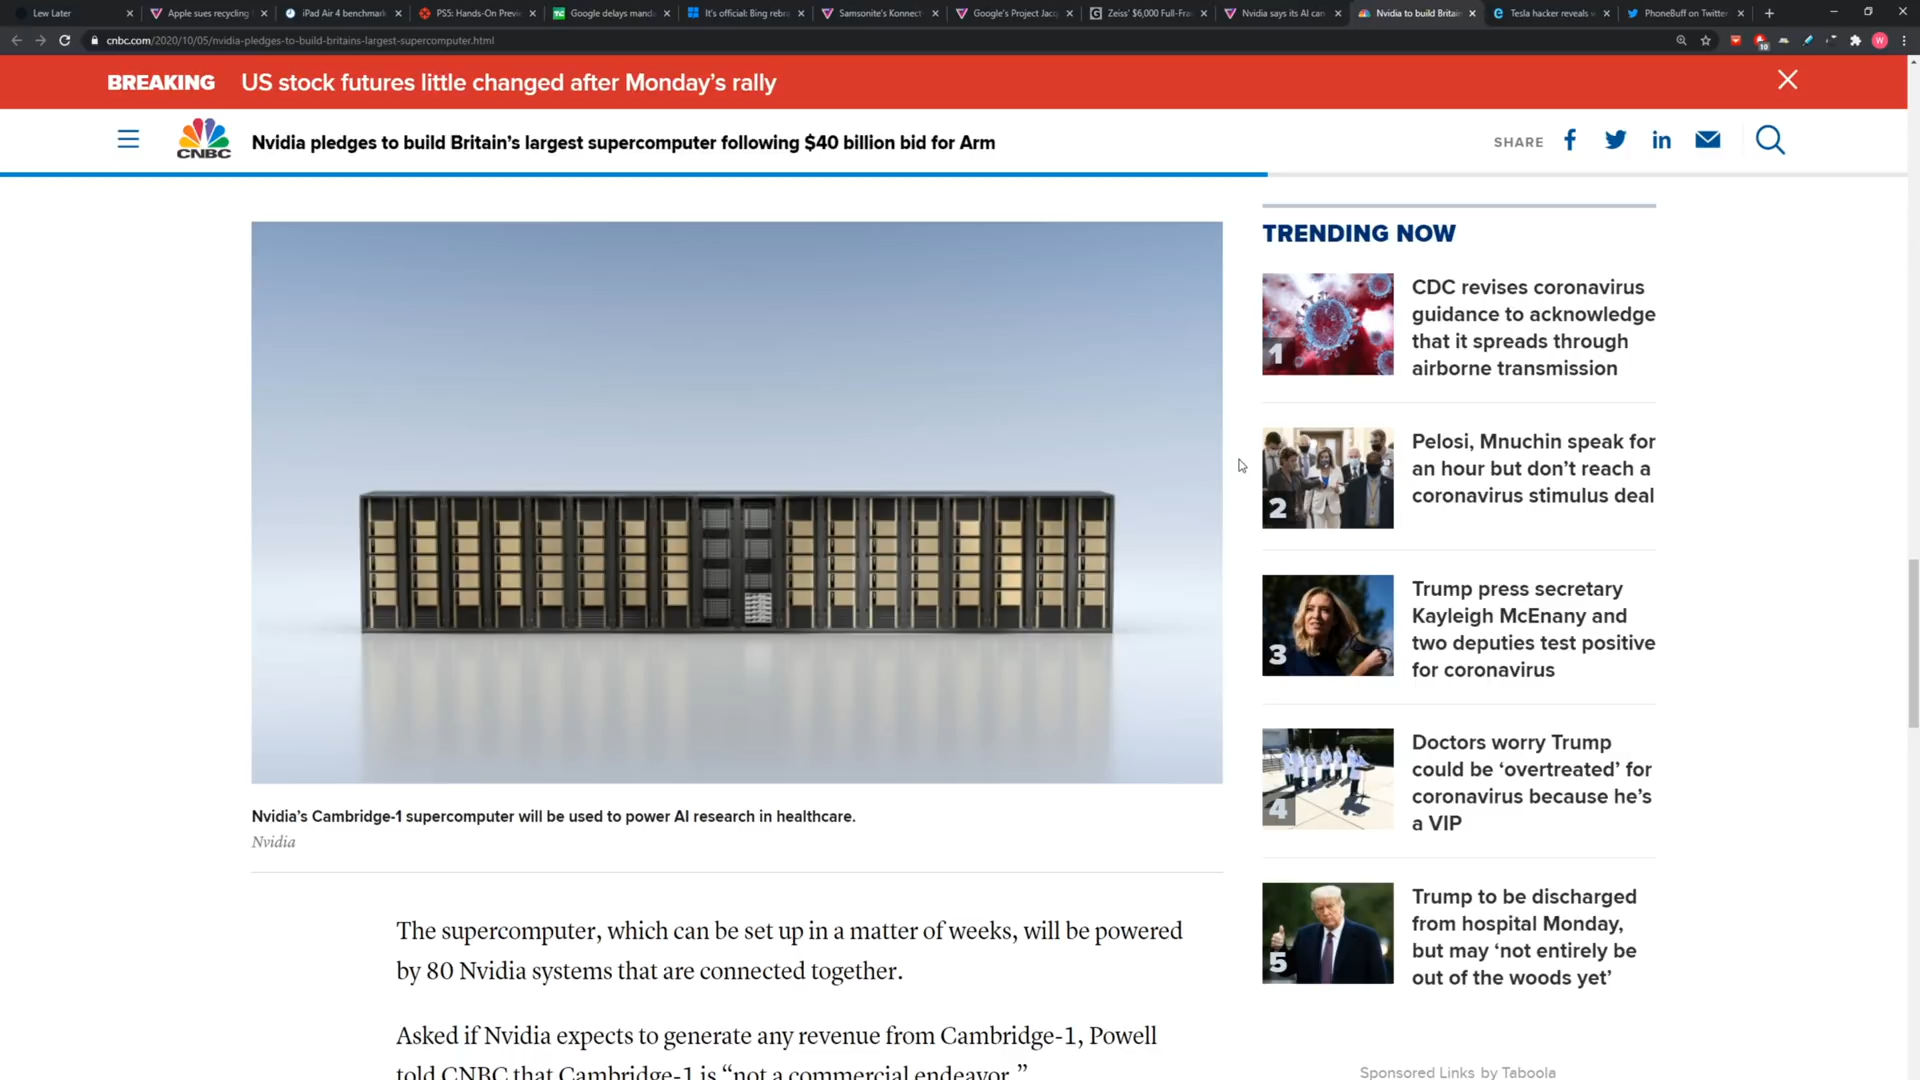 Lew Later
Apple sues recycling
iPad Air 4 benchmar
PS5: Hands-On Previe
Google delays manda
It's official: Bing rebra
Samsonite's Konnect
Google's Project Jacq
Zeiss' $6,000 Full-Fra
Nvidia says its AI can
Nvidia to build Britain
Tesla hacker reveals
PhoneBuff on Twitter
cnbc.com/2020/10/05/nvidia-pledges-to-build-britains-largest-supercomputer.html
10
W
BREAKING US stock futures little changed after Monday’s rally
CNBC
Nvidia pledges to build Britain’s largest supercomputer following $40 billion bid for Arm
SHARE
Nvidia’s Cambridge-1 supercomputer will be used to power AI research in healthcare.
Nvidia
The supercomputer, which can be set up in a matter of weeks, will be powered
by 80 Nvidia systems that are connected together.
Asked if Nvidia expects to generate any revenue from Cambridge-1, Powell
told CNBC that Cambridge-1 is “not a commercial endeavor.”
TRENDING NOW
1
CDC revises coronavirus
guidance to acknowledge
that it spreads through
airborne transmission
2
Pelosi, Mnuchin speak for
an hour but don’t reach a
coronavirus stimulus deal
3
Trump press secretary
Kayleigh McEnany and
two deputies test positive
for coronavirus
4
Doctors worry Trump
could be ‘overtreated’ for
coronavirus because he’s
a VIP
5
Trump to be discharged
from hospital Monday,
but may ‘not entirely be
out of the woods yet’
Sponsored Links by Taboola